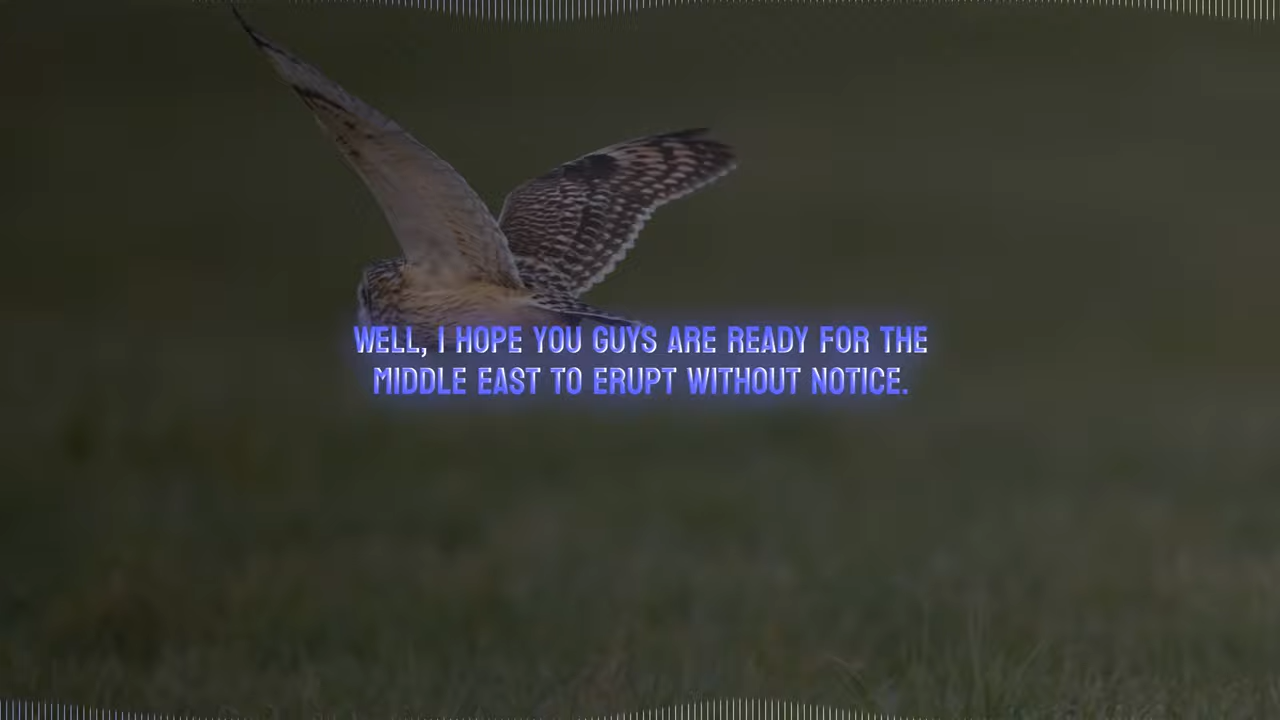 WELL, I HOPE YOU GUYS ARE READY FOR THE
MIDDLE EAST TO ERUPT WITHOUT NOTICE.